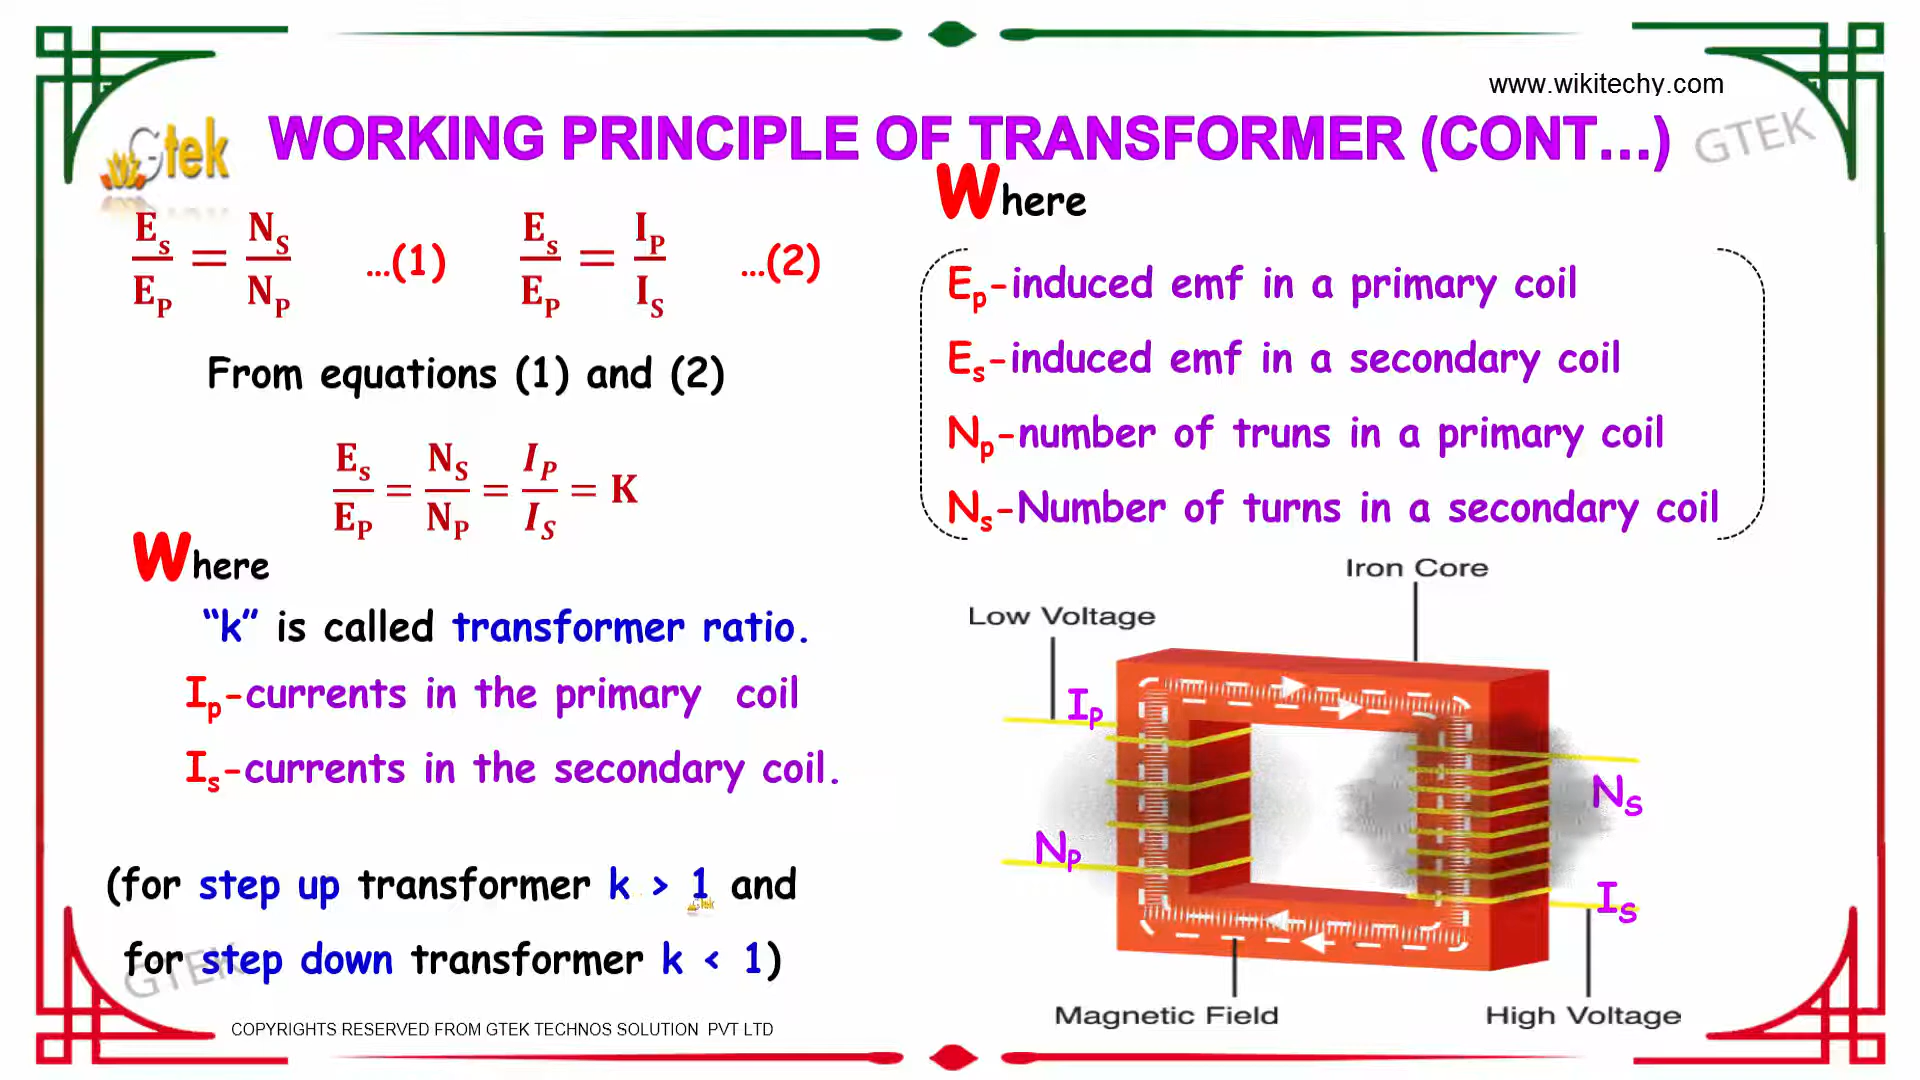 www.wikitechy.com
Gtek
WORKING PRINCIPLE OF TRANSFORMER (CONT...)
GTEK
Es/EP = NS/NP ...(1) Es/EP = IP/IS ...(2)
From equations (1) and (2)
Es/EP = NS/NP = IP/IS = K
Where
“k” is called transformer ratio.
Ip-currents in the primary coil
Is-currents in the secondary coil.
(for step up transformer k > 1 and
for step down transformer k < 1)
GTEK
COPYRIGHTS RESERVED FROM GTEK TECHNOS SOLUTION PVT LTD
Where
Ep-induced emf in a primary coil
Es-induced emf in a secondary coil
Np-number of truns in a primary coil
Ns-Number of turns in a secondary coil
Iron Core
Low Voltage
IP
NS
NP
IS
Magnetic Field
High Voltage